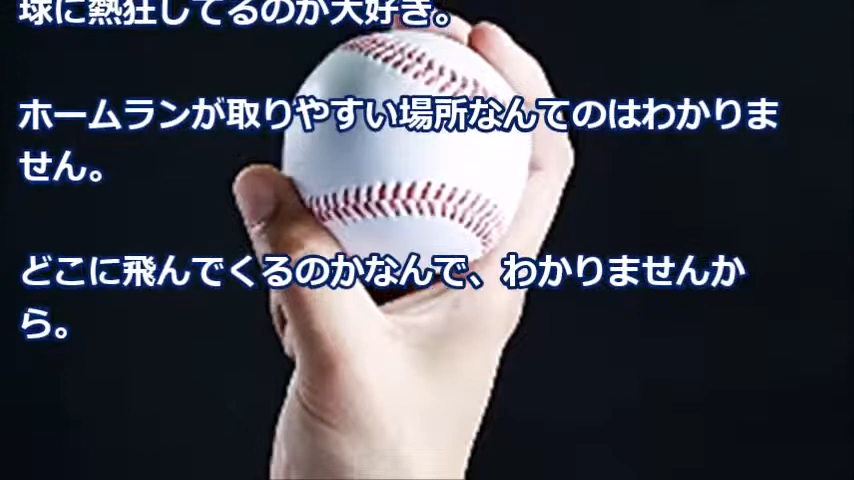 球に熱狂してるのが大好き。
ホームランが取りやすい場所なんてのはわかりま
せん。
どこに飛んでくるのかなんで、わかりませんか
ら。